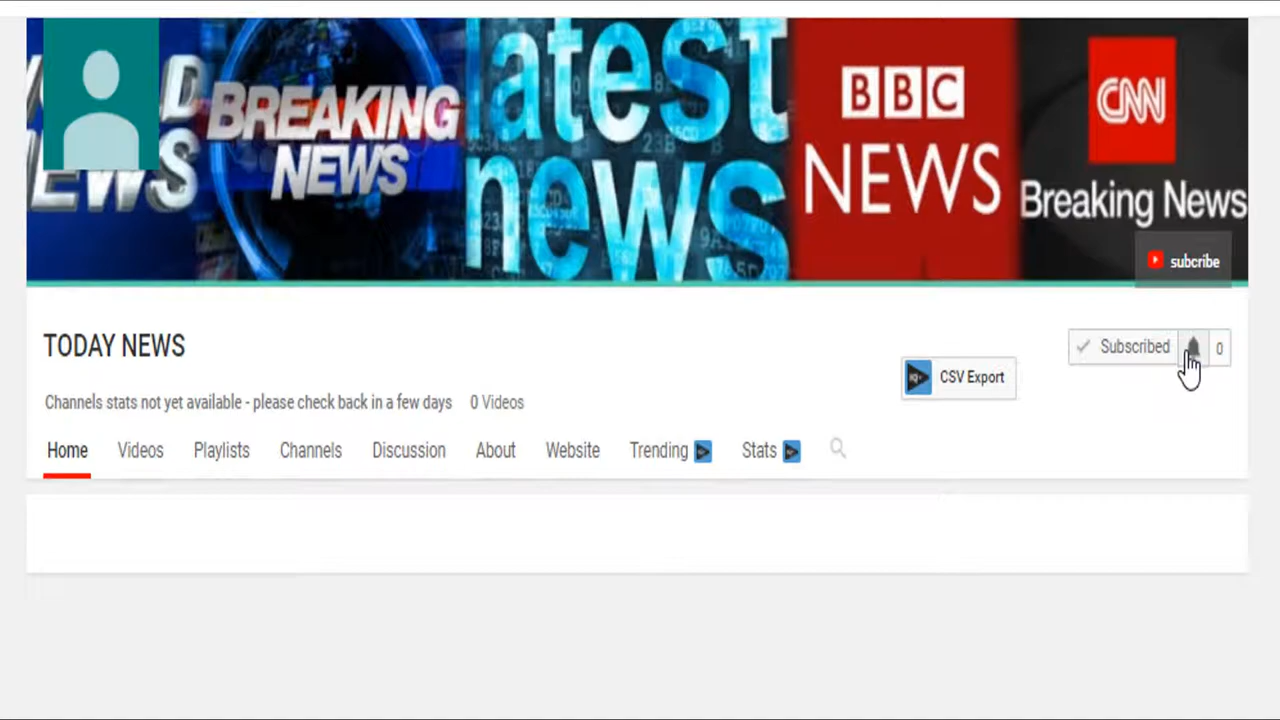 BREAKING
NEWS
latest
news
BBC
NEWS
CNN
Breaking News
NEWS
subcribe
TODAY NEWS
Subscribed 0
CSV Export
Channels stats not yet available - please check back in a few days 0 Videos
Home Videos Playlists Channels Discussion About Website Trending Stats